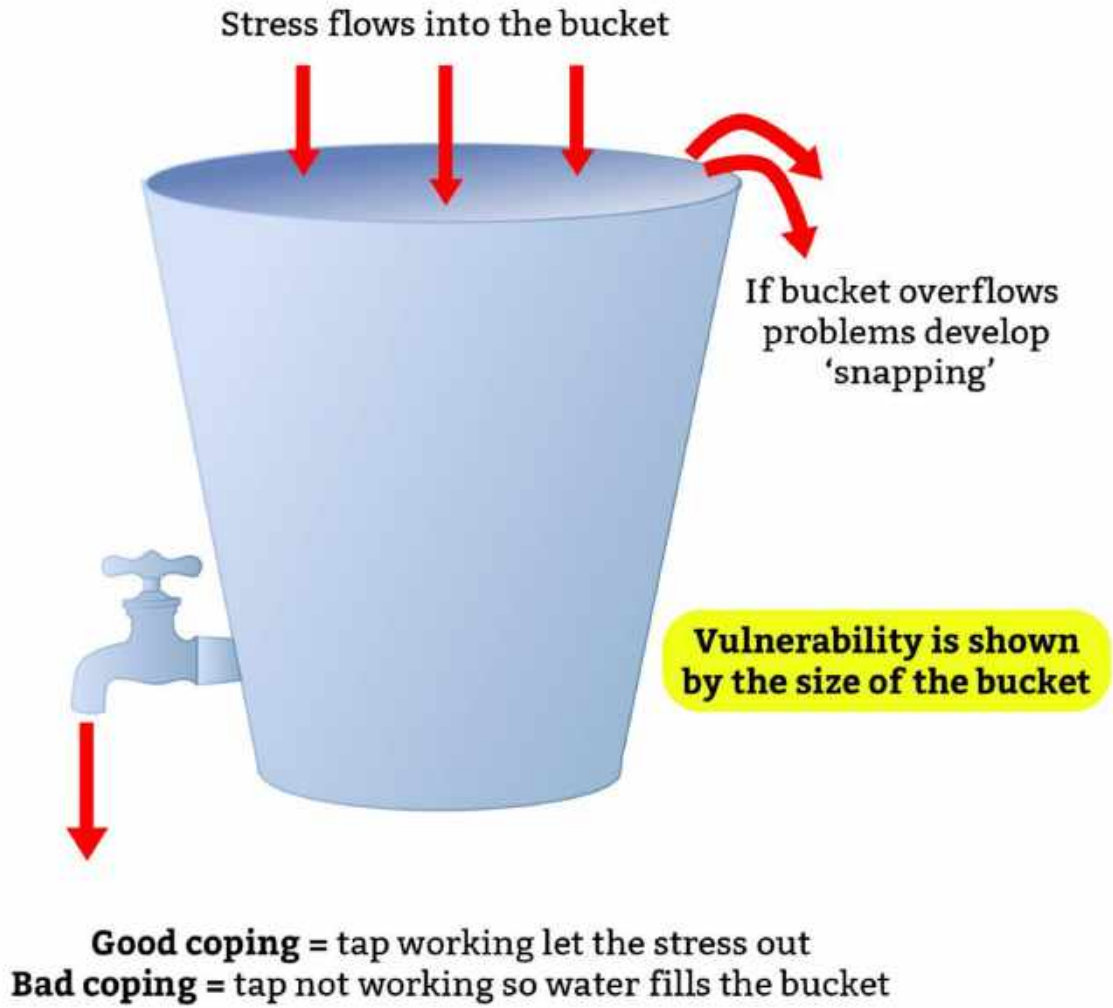 Stress flows into the bucket
If bucket overflows
problems develop
‘snapping’
Vulnerability is shown
by the size of the bucket
Good coping = tap working let the stress out
Bad coping = tap not working so water fills the bucket